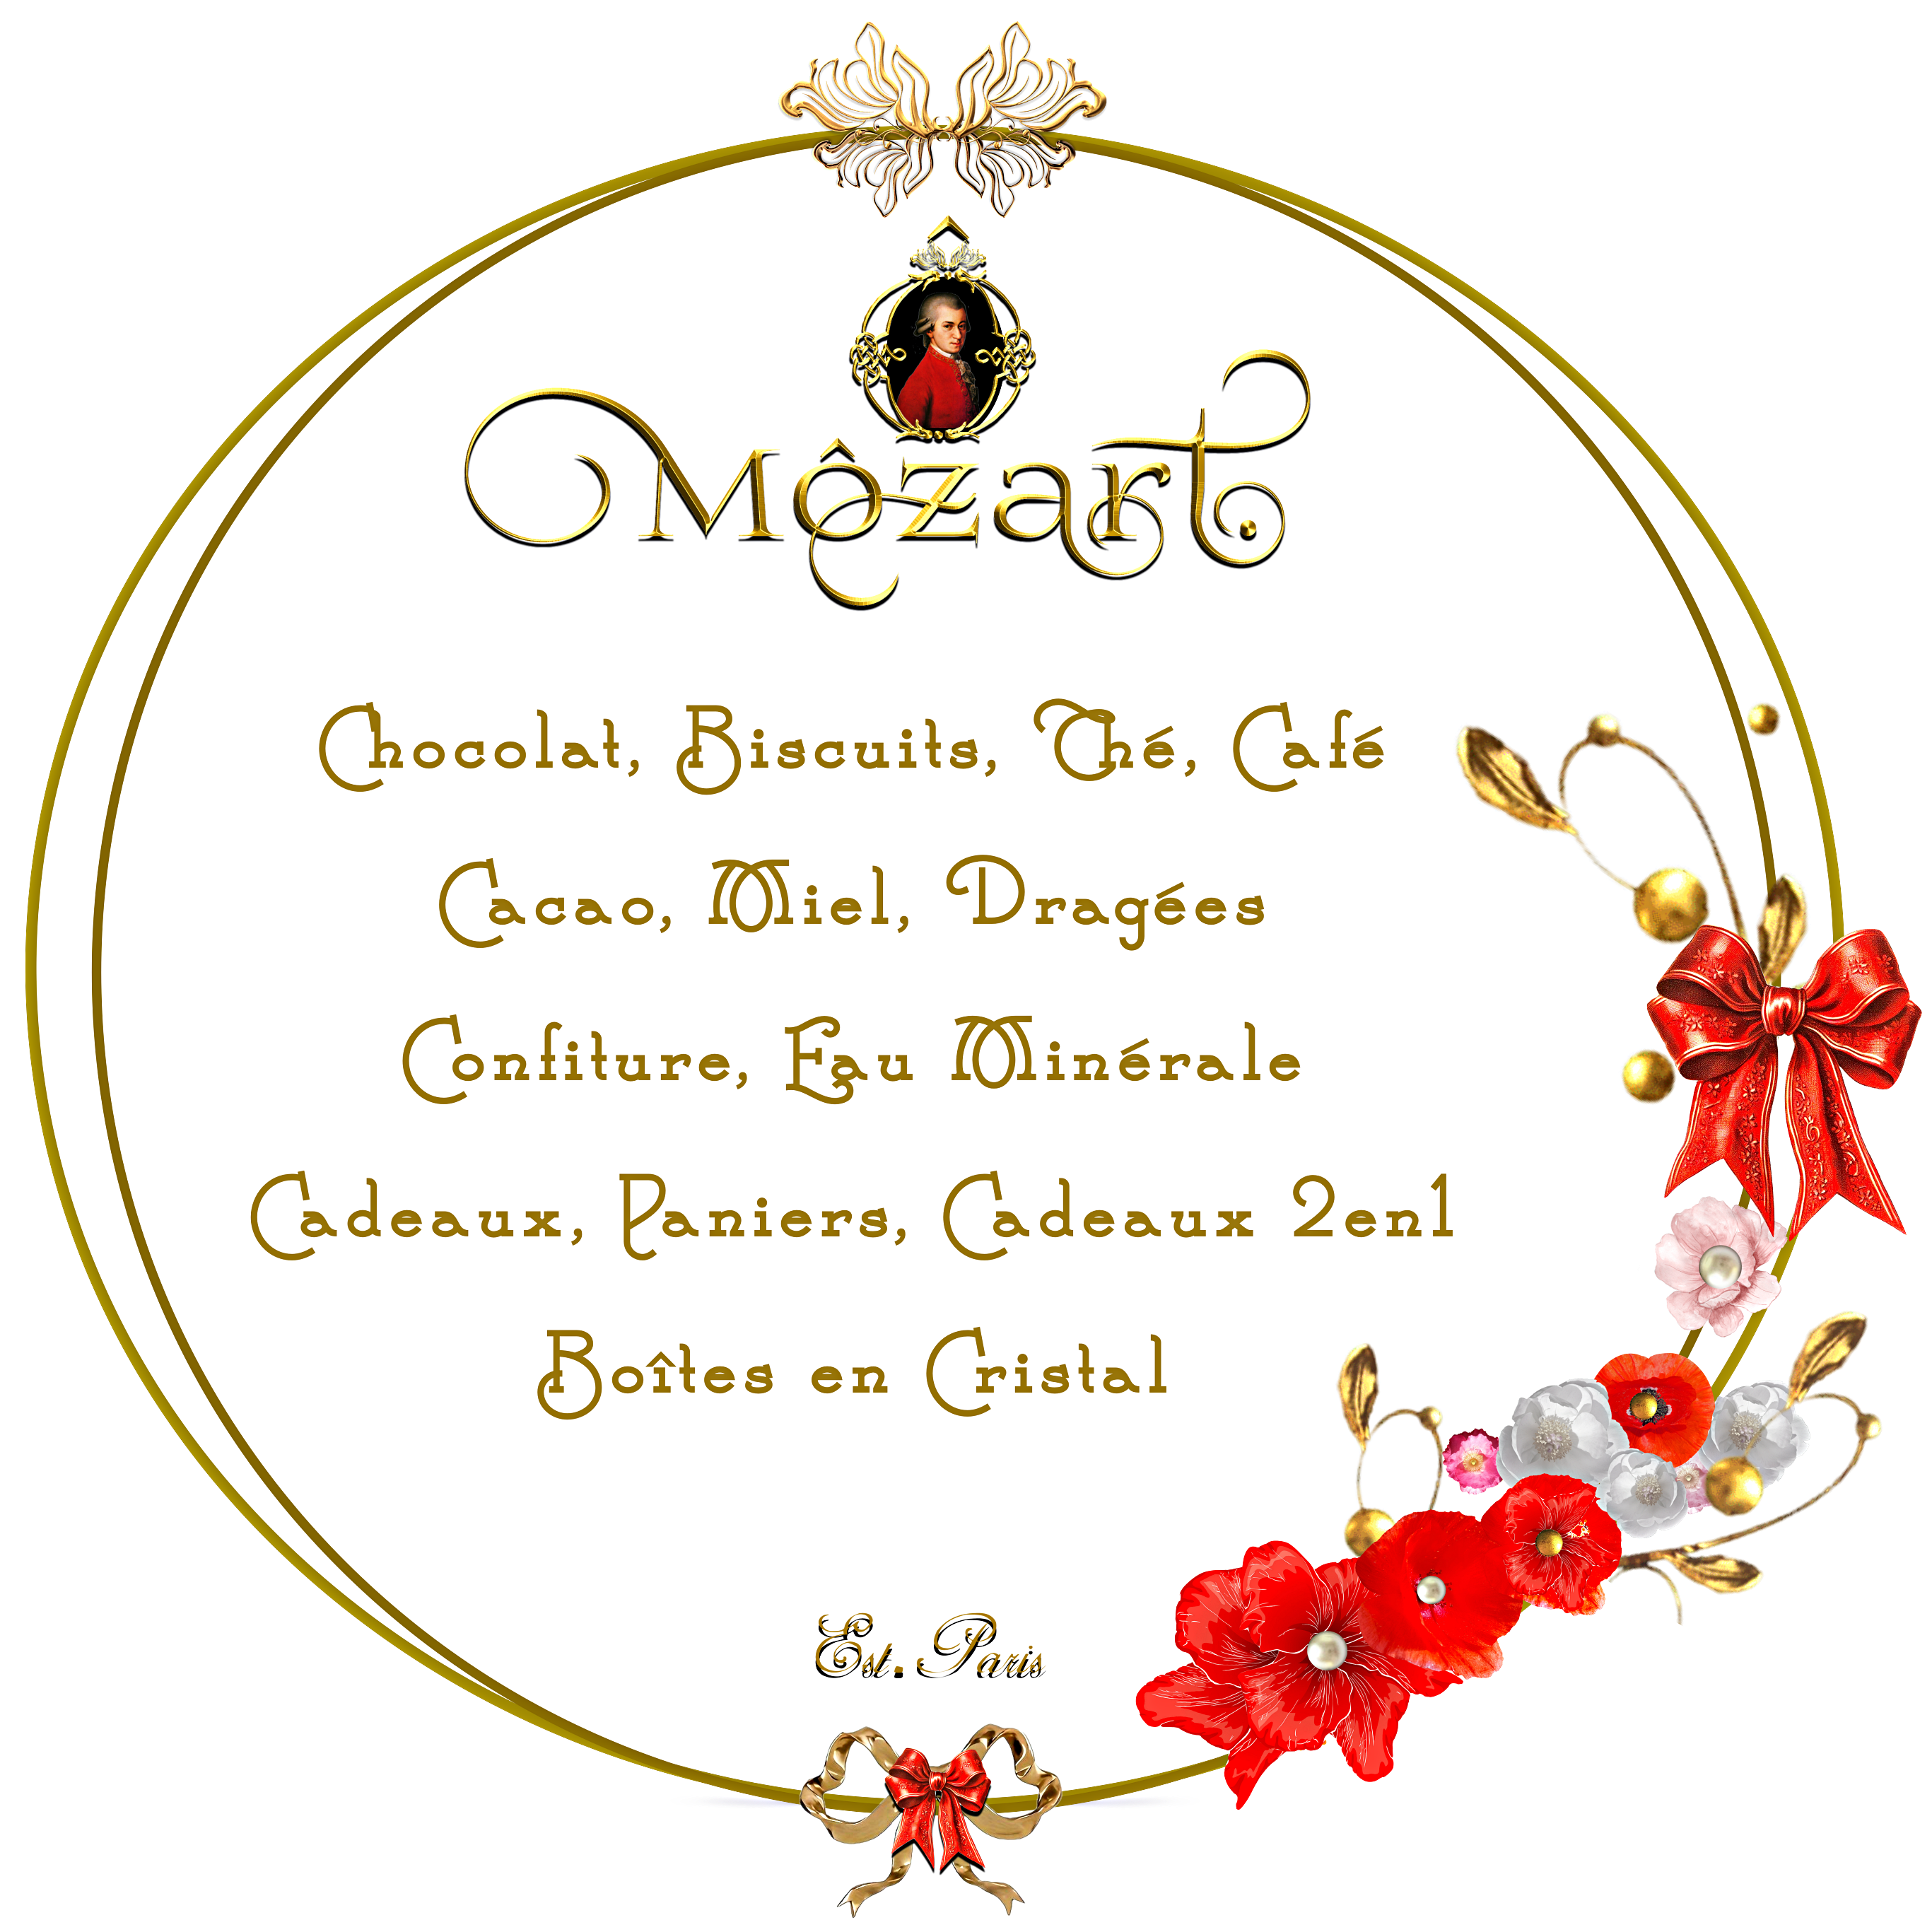 Môzart.
Chocolat, Biscuits, Thé, Café
Cacao, Miel, Dragées
Confiture, Eau Minérale
Cadeaux, Paniers, Cadeaux 2en1
Boîtes en Cristal
Est. Paris